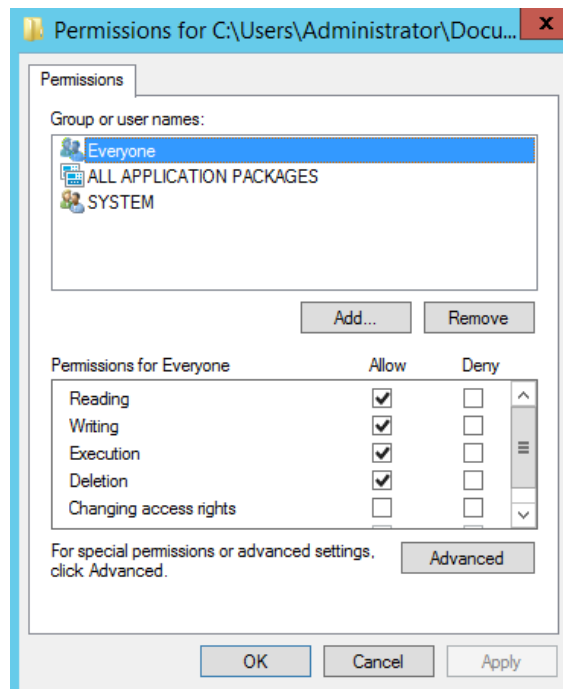 Permissions for C:\Users\Administrator\Docu... x
Permissions
Group or user names:
Everyone
ALL APPLICATION PACKAGES
SYSTEM
Add... Remove
Permissions for Everyone Allow Deny
Reading
Writing
Execution
Deletion
Changing access rights
For special permissions or advanced settings,
click Advanced.
Advanced
OK Cancel Apply